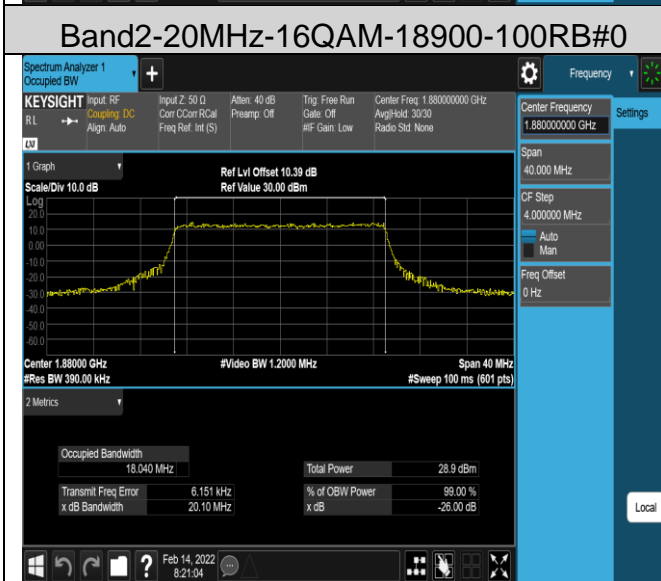 Band2-20MHz-16QAM-18900-100RB#0
Spectrum Analyzer 1
Occupied BW
+
Frequency
KEYSIGHT
RL
Input: RF
Coupling: DC
Align: Auto
Input Z: 50 Ω
Corr CCorr RCal
Freq Ref: Int (S)
Atten: 40 dB
Preamp: Off
Trig: Free Run
Gate: Off
#IF Gain: Low
Center Freq: 1.880000000 GHz
Avg|Hold: 30/30
Radio Std: None
LXI
Center Frequency
1.880000000 GHz
Settings
Span
40.000 MHz
CF Step
4.000000 MHz
Auto
Man
Freq Offset
0 Hz
1 Graph
Scale/Div 10.0 dB
Ref Lvl Offset 10.39 dB
Ref Value 30.00 dBm
Log
20.0
10.0
0.00
-10.0
-20.0
-30.0
-40.0
-50.0
-60.0
Center 1.88000 GHz
#Video BW 1.2000 MHz
Span 40 MHz
#Res BW 390.00 kHz
#Sweep 100 ms (601 pts)
2 Metrics
Occupied Bandwidth
18.040 MHz
Total Power 28.9 dBm
Transmit Freq Error 6.151 kHz
% of OBW Power 99.00 %
x dB Bandwidth 20.10 MHz
x dB -26.00 dB
Local
?
Feb 14, 2022
8:21:04